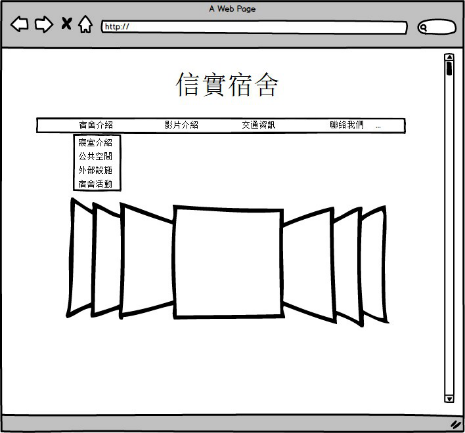 A Web Page
http://
信實宿舍
宿舍介紹 影片介紹 交通資訊 聯絡我們 ...
寢室介紹
公共空間
外部設施
宿舍活動